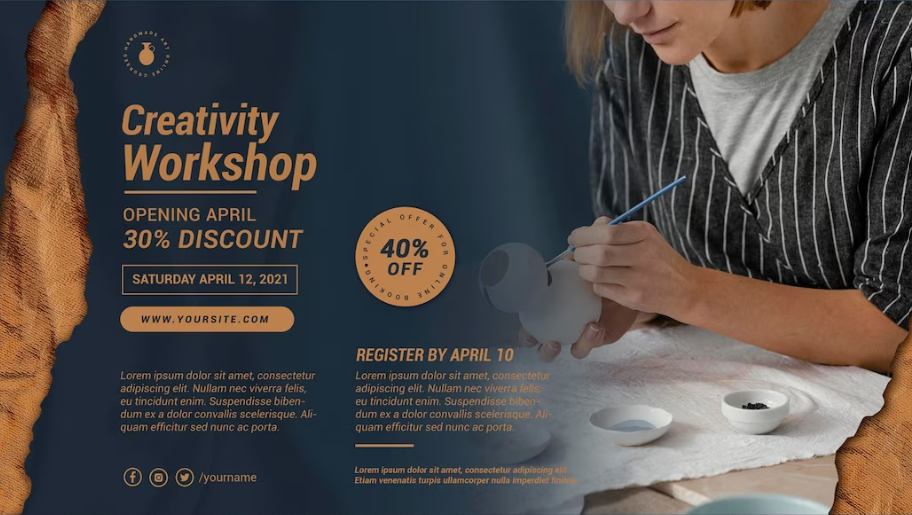 HANDMADE ART ONLINE COURSES
Creativity
Workshop
OPENING APRIL
30% DISCOUNT
SATURDAY APRIL 12, 2021
WWW.YOURSITE.COM
Lorem ipsum dolor sit amet, consectetur
adipiscing elit. Nullam nec viverra felis,
eu tincidunt enim. Suspendisse biben-
dum ex a dolor convallis scelerisque. Ali-
quam efficitur sed nunc ac porta.
/yourname
SPECIAL OFFER FOR ONLINE BOOKING
40%
OFF
REGISTER BY APRIL 10
Lorem ipsum dolor sit amet, consectetur
adipiscing elit. Nullam nec viverra felis,
eu tincidunt enim. Suspendisse biben-
dum ex a dolor convallis scelerisque. Ali-
quam efficitur sed nunc ac porta.
Lorem ipsum dolor sit amet, consectetur adipiscing elit.
Etiam venenatis turpis ullamcorper nulla imperdiet